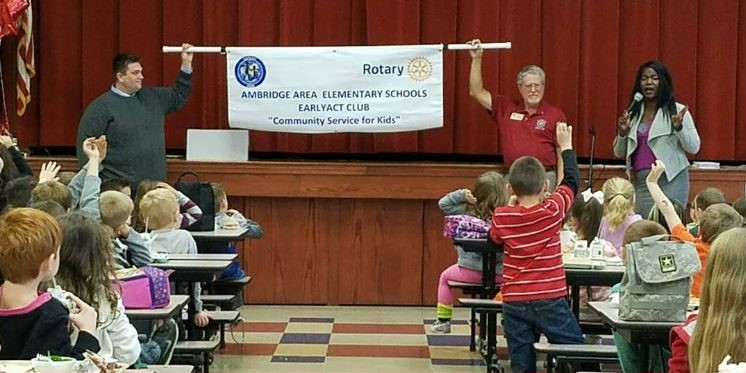 Rotary
AMBRIDGE AREA ELEMENTARY SCHOOLS
EARLYACT CLUB
"Community Service for Kids"